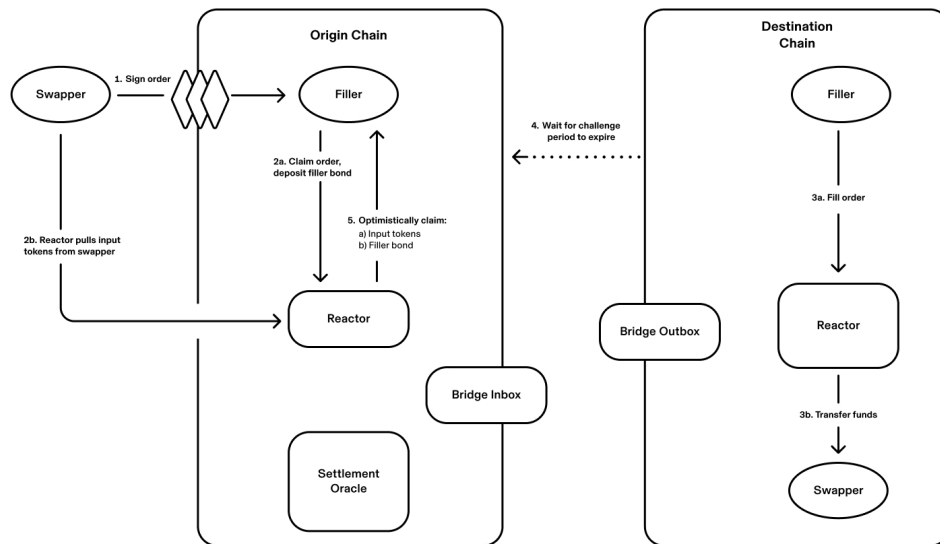 Origin Chain
Destination
Chain
Swapper
1. Sign order
Filler
Filler
4. Wait for challenge
period to expire
2a. Claim order,
deposit filler bond
3a. Fill order
5. Optimistically claim:
a) Input tokens
b) Filler bond
2b. Reactor pulls input
tokens from swapper
Reactor
Bridge Outbox
Reactor
Bridge Inbox
3b. Transfer funds
Settlement
Oracle
Swapper